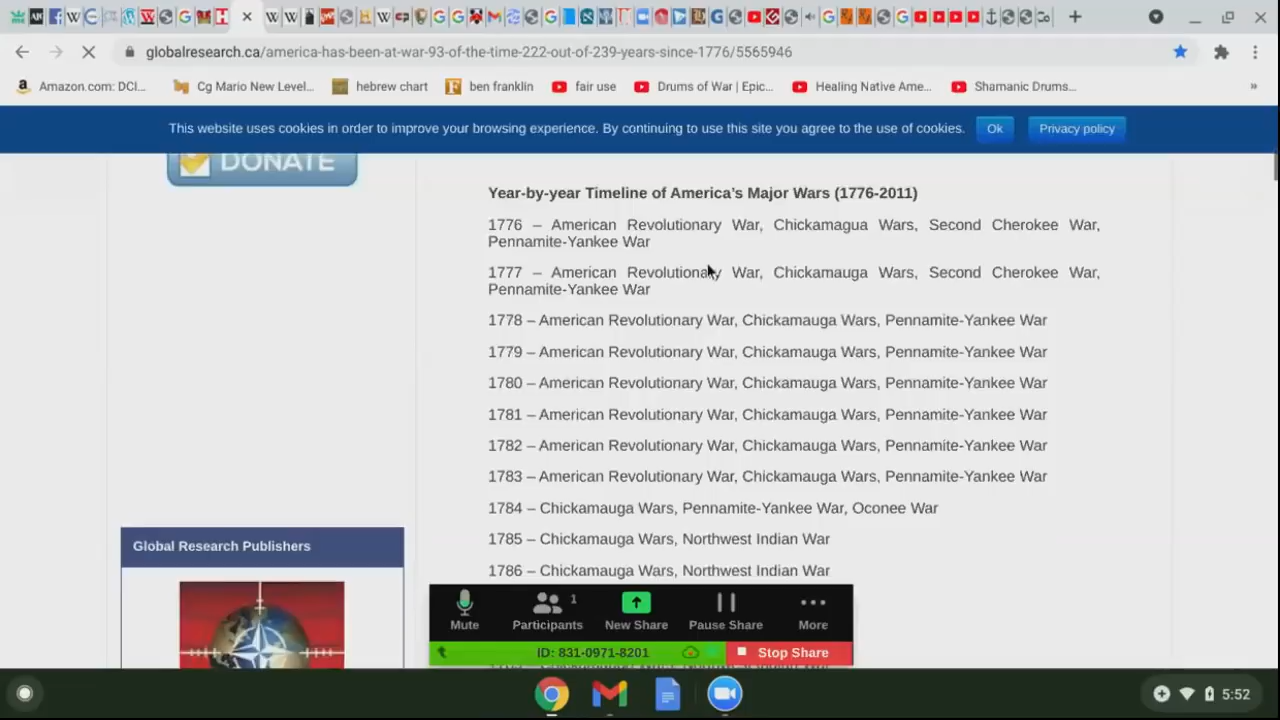 globalresearch.ca/america-has-been-at-war-93-of-the-time-222-out-of-239-years-since-1776/5565946
Amazon.com: DCI... Cg Mario New Level... hebrew chart ben franklin fair use Drums of War | Epic... Healing Native Ame... Shamanic Drums... »
This website uses cookies in order to improve your browsing experience. By continuing to use this site you agree to the use of cookies. Ok Privacy policy
DONATE
Year-by-year Timeline of America's Major Wars (1776-2011)
1776 – American Revolutionary War, Chickamagua Wars, Second Cherokee War,
Pennamite-Yankee War
1777 – American Revolutionary War, Chickamauga Wars, Second Cherokee War,
Pennamite-Yankee War
1778 – American Revolutionary War, Chickamauga Wars, Pennamite-Yankee War
1779 – American Revolutionary War, Chickamauga Wars, Pennamite-Yankee War
1780 – American Revolutionary War, Chickamauga Wars, Pennamite-Yankee War
1781 – American Revolutionary War, Chickamauga Wars, Pennamite-Yankee War
1782 – American Revolutionary War, Chickamauga Wars, Pennamite-Yankee War
1783 – American Revolutionary War, Chickamauga Wars, Pennamite-Yankee War
1784 – Chickamauga Wars, Pennamite-Yankee War, Oconee War
1785 – Chickamauga Wars, Northwest Indian War
1786 – Chickamauga Wars, Northwest Indian War
Global Research Publishers
1
Mute Participants New Share Pause Share More
ID: 831-0971-8201 Stop Share
5:52